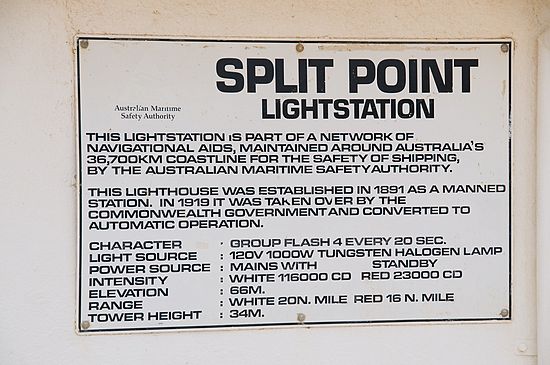 SPLIT POINT
LIGHTSTATION
Australian Maritime
Safety Authority
THIS LIGHTSTATION IS PART OF A NETWORK OF
NAVIGATIONAL AIDS, MAINTAINED AROUND AUSTRALIA'S
36,700KM COASTLINE FOR THE SAFETY OF SHIPPING,
BY THE AUSTRALIAN MARITIME SAFETY AUTHORITY.
THIS LIGHTHOUSE WAS ESTABLISHED IN 1891 AS A MANNED
STATION. IN 1919 IT WAS TAKEN OVER BY THE
COMMONWEALTH GOVERNMENT AND CONVERTED TO
AUTOMATIC OPERATION.
CHARACTER : GROUP FLASH 4 EVERY 20 SEC.
LIGHT SOURCE : 120V 1000W TUNGSTEN HALOGEN LAMP
POWER SOURCE : MAINS WITH STANDBY
INTENSITY : WHITE 116000 CD RED 23000 CD
ELEVATION : 66M.
RANGE : WHITE 20N. MILE RED 16 N. MILE
TOWER HEIGHT : 34M.